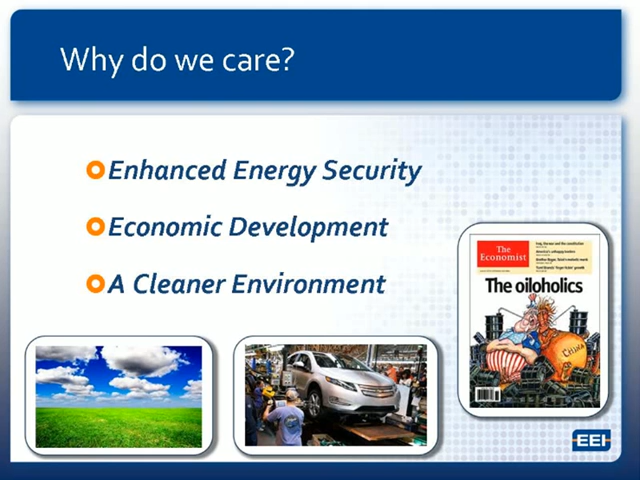 Why do we care?
Enhanced Energy Security
Economic Development
A Cleaner Environment
The
Economist
The oiloholics
CHINA
EEI